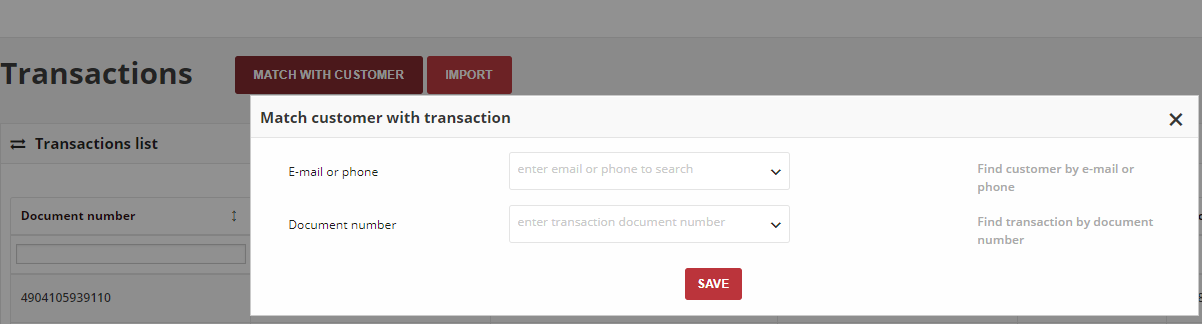 Transactions
MATCH WITH CUSTOMER
IMPORT
Match customer with transaction
Transactions list
E-mail or phone
enter email or phone to search
Find customer by e-mail or
phone
Document number
Document number
enter transaction document number
Find transaction by document
number
SAVE
4904105939110